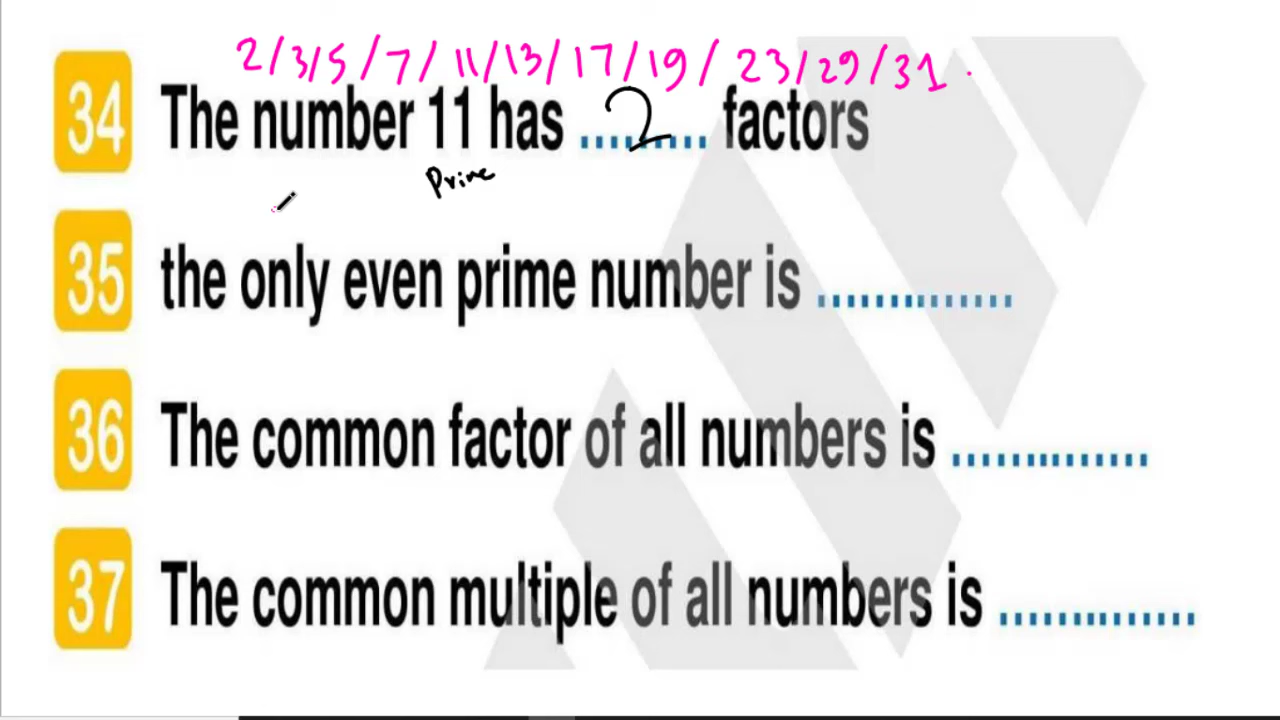 2/3/5/7/11/13/17/19/23/29/31.
34 The number 11 has ....2.... factors
Prime
35 the only even prime number is ..............
36 The common factor of all numbers is ..............
37 The common multiple of all numbers is ..............